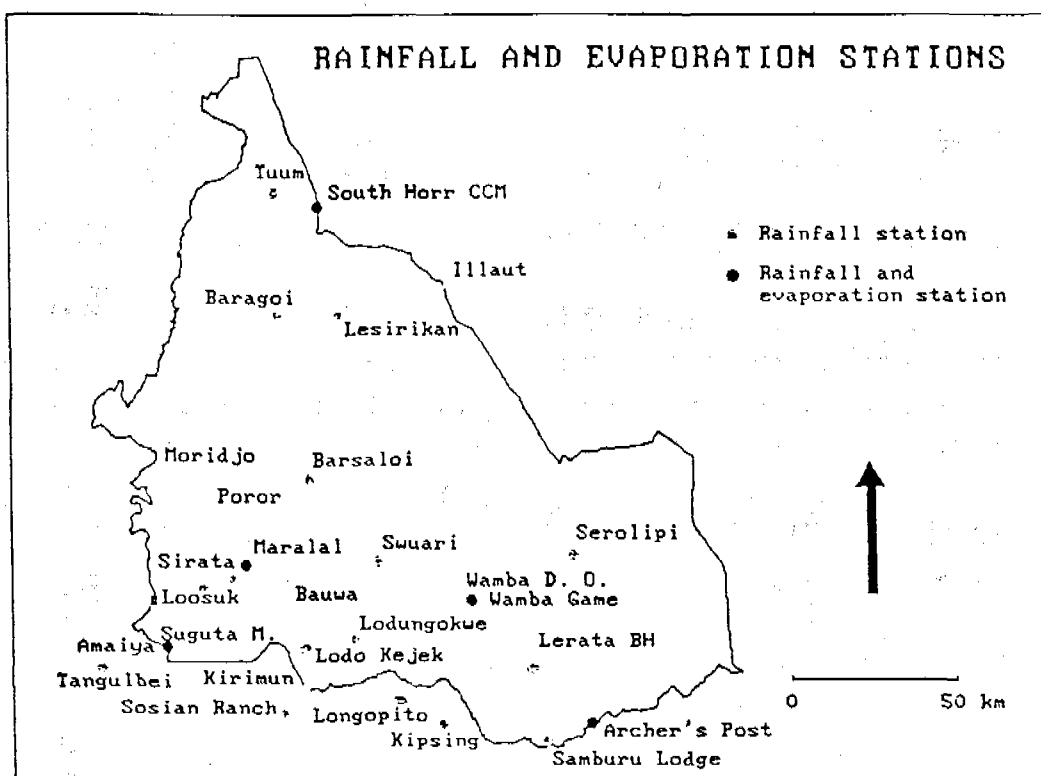 RAINFALL AND EVAPORATION STATIONS
Tuum
South Horr CCM
Rainfall station
Illaut
Rainfall and
evaporation station
Baragoi
Lesirikan
Moridjo
Barsaloi
Poror
Serolipi
Swuari
Maralal
Sirata
Wamba D. O.
Loosuk
Bauwa
Wamba Game
Lodungokwe
Suguta M.
Amaiya
Lerata BH
Lodo Kejek
Tangulbei
Kirimun
0 50 km
Sosian Ranch
Longopito
Archer's Post
Kipsing
Samburu Lodge